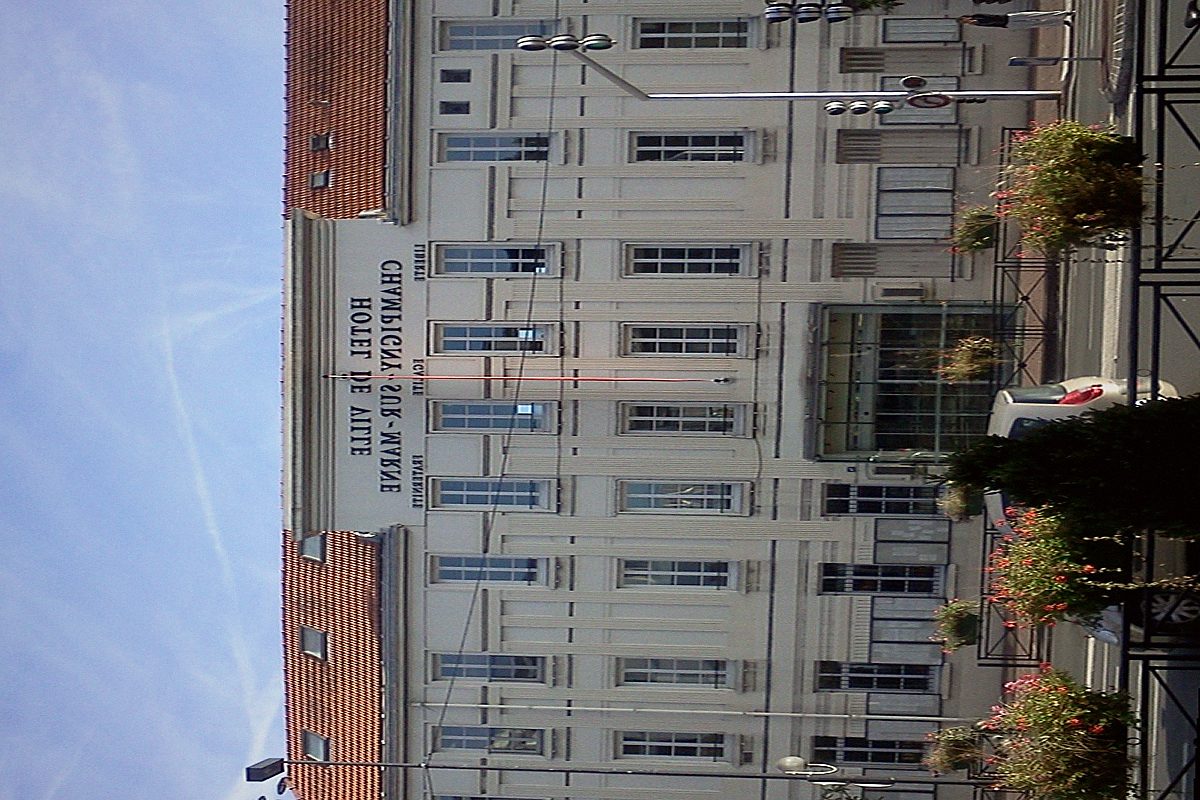 HOTEL DE VILLE
CHAMPIGNY-SUR-MARNE
LIBERTE EGALITE FRATERNITE